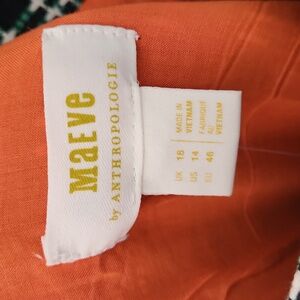 MaEVe
by ANTHROPOLOGIE
MADE IN
VIETNAM
FABRIQUÉ
AU
VIETNAM
UK 18
US 14
EU 46